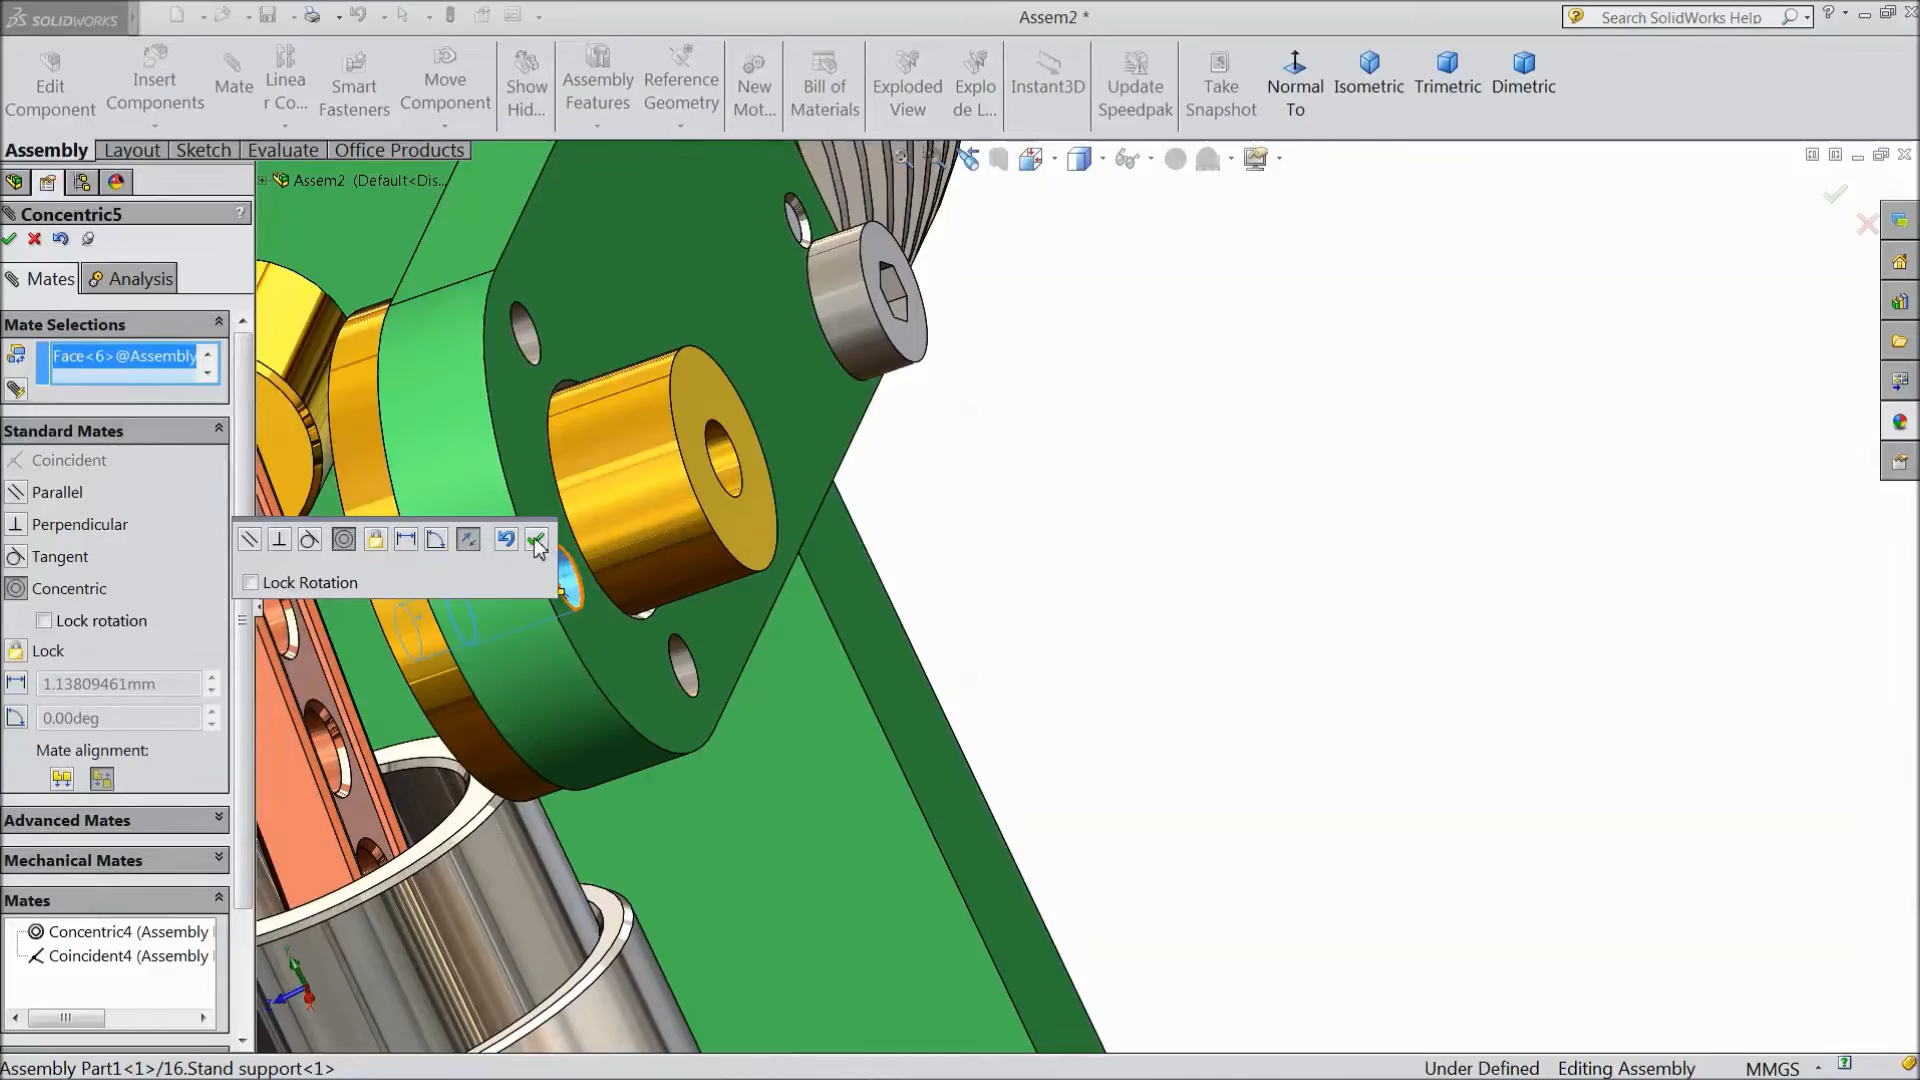 SOLIDWORKS
Assem2 *
Search SolidWorks Help
Edit Component
Insert Components
Mate
Linea r Co...
Smart Fasteners
Move Component
Show Hid...
Assembly Features
Reference Geometry
New Mot...
Bill of Materials
Exploded View
Explo de L...
Instant3D
Update Speedpak
Take Snapshot
Normal To
Isometric
Trimetric
Dimetric
Assembly
Layout
Sketch
Evaluate
Office Products
Assem2 (Default<Dis...
Concentric5
?
Mates
Analysis
Mate Selections
Face<6>@Assembly
Standard Mates
Coincident
Parallel
Perpendicular
Tangent
Concentric
Lock rotation
Lock
1.13809461mm
0.00deg
Mate alignment:
Lock Rotation
Advanced Mates
Mechanical Mates
Mates
Concentric4 (Assembly
Coincident4 (Assembly
Assembly Part1<1>/16.Stand support<1>
Under Defined
Editing Assembly
MMGS